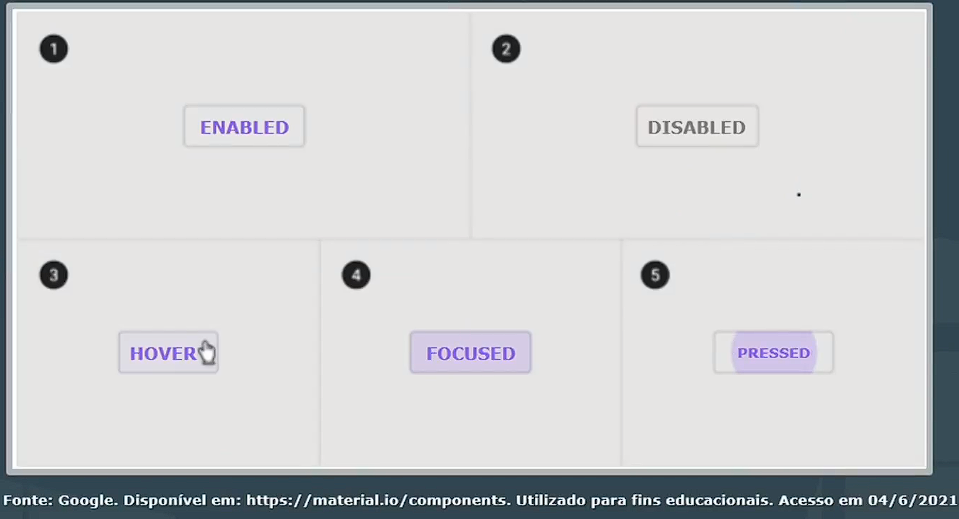 1
ENABLED
2
DISABLED
3
HOVER
4
FOCUSED
5
PRESSED
Fonte: Google. Disponível em: https://material.io/components. Utilizado para fins educacionais. Acesso em 04/6/2021